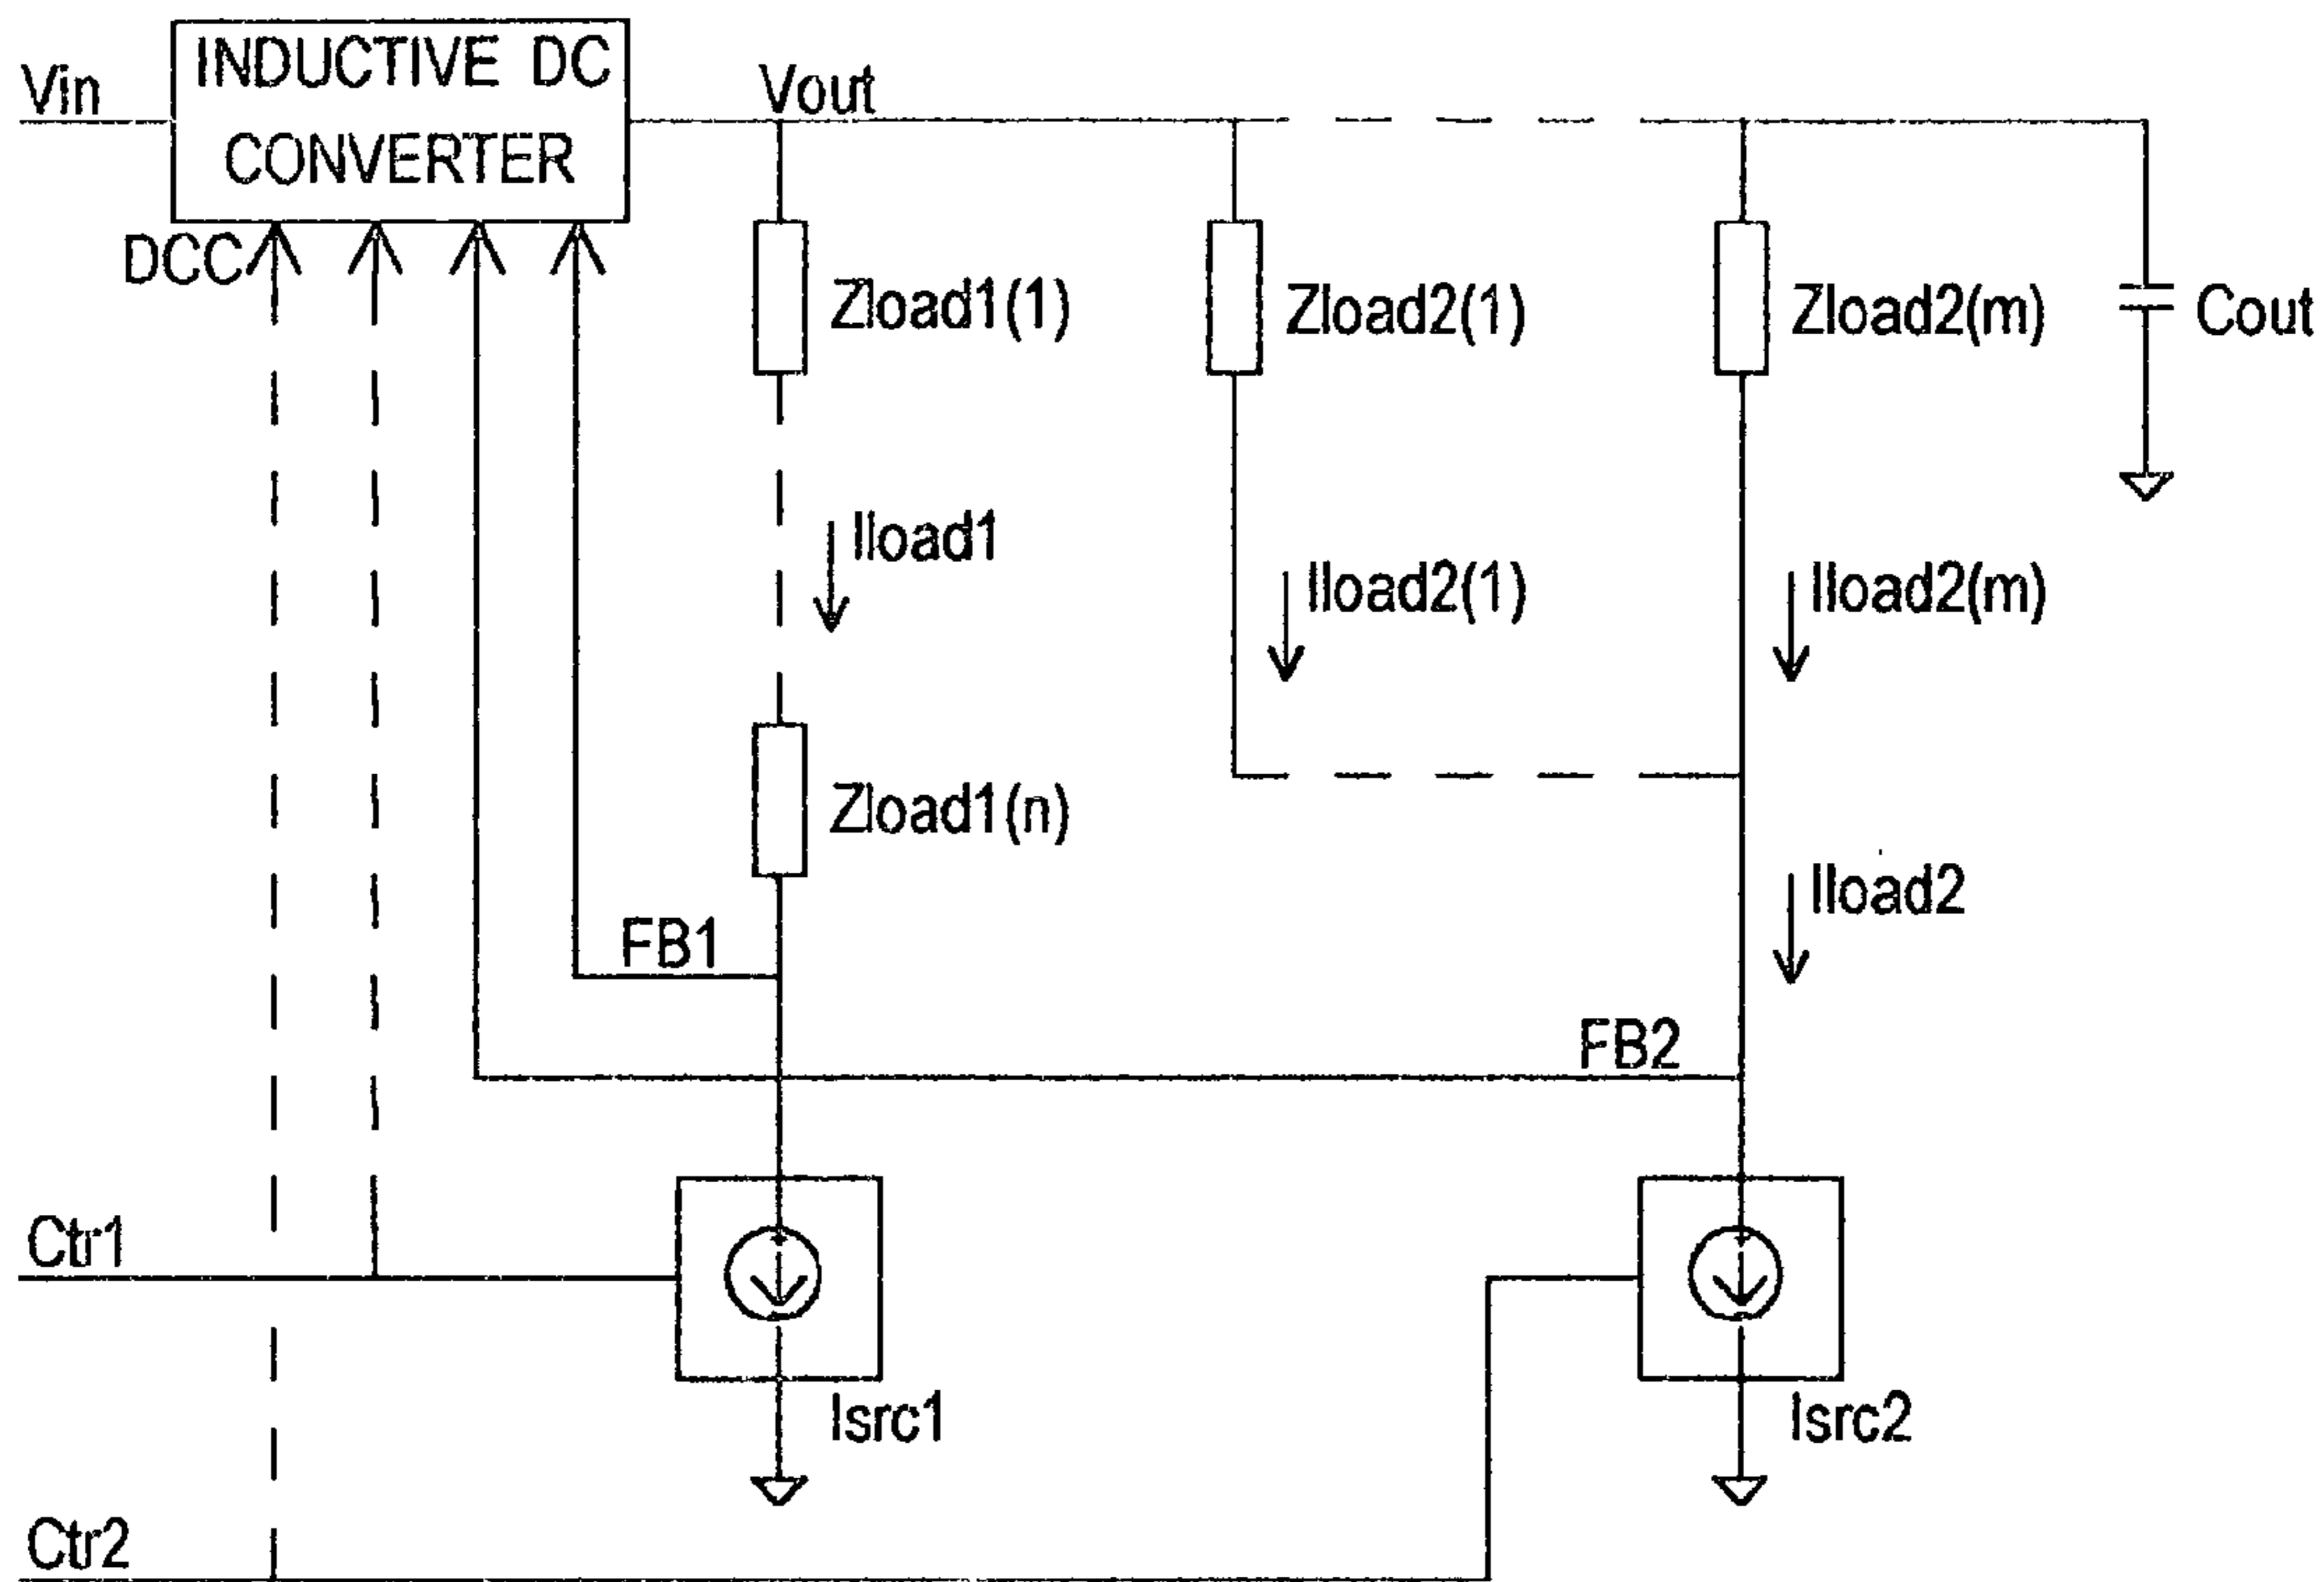 Vin
INDUCTIVE DC
CONVERTER
Vout
DCC
Zload1(1)
Zload2(1)
Zload2(m)
Cout
Iload1
Iload2(1)
Iload2(m)
Zload1(n)
Iload2
FB1
FB2
Ctr1
Isrc1
Isrc2
Ctr2